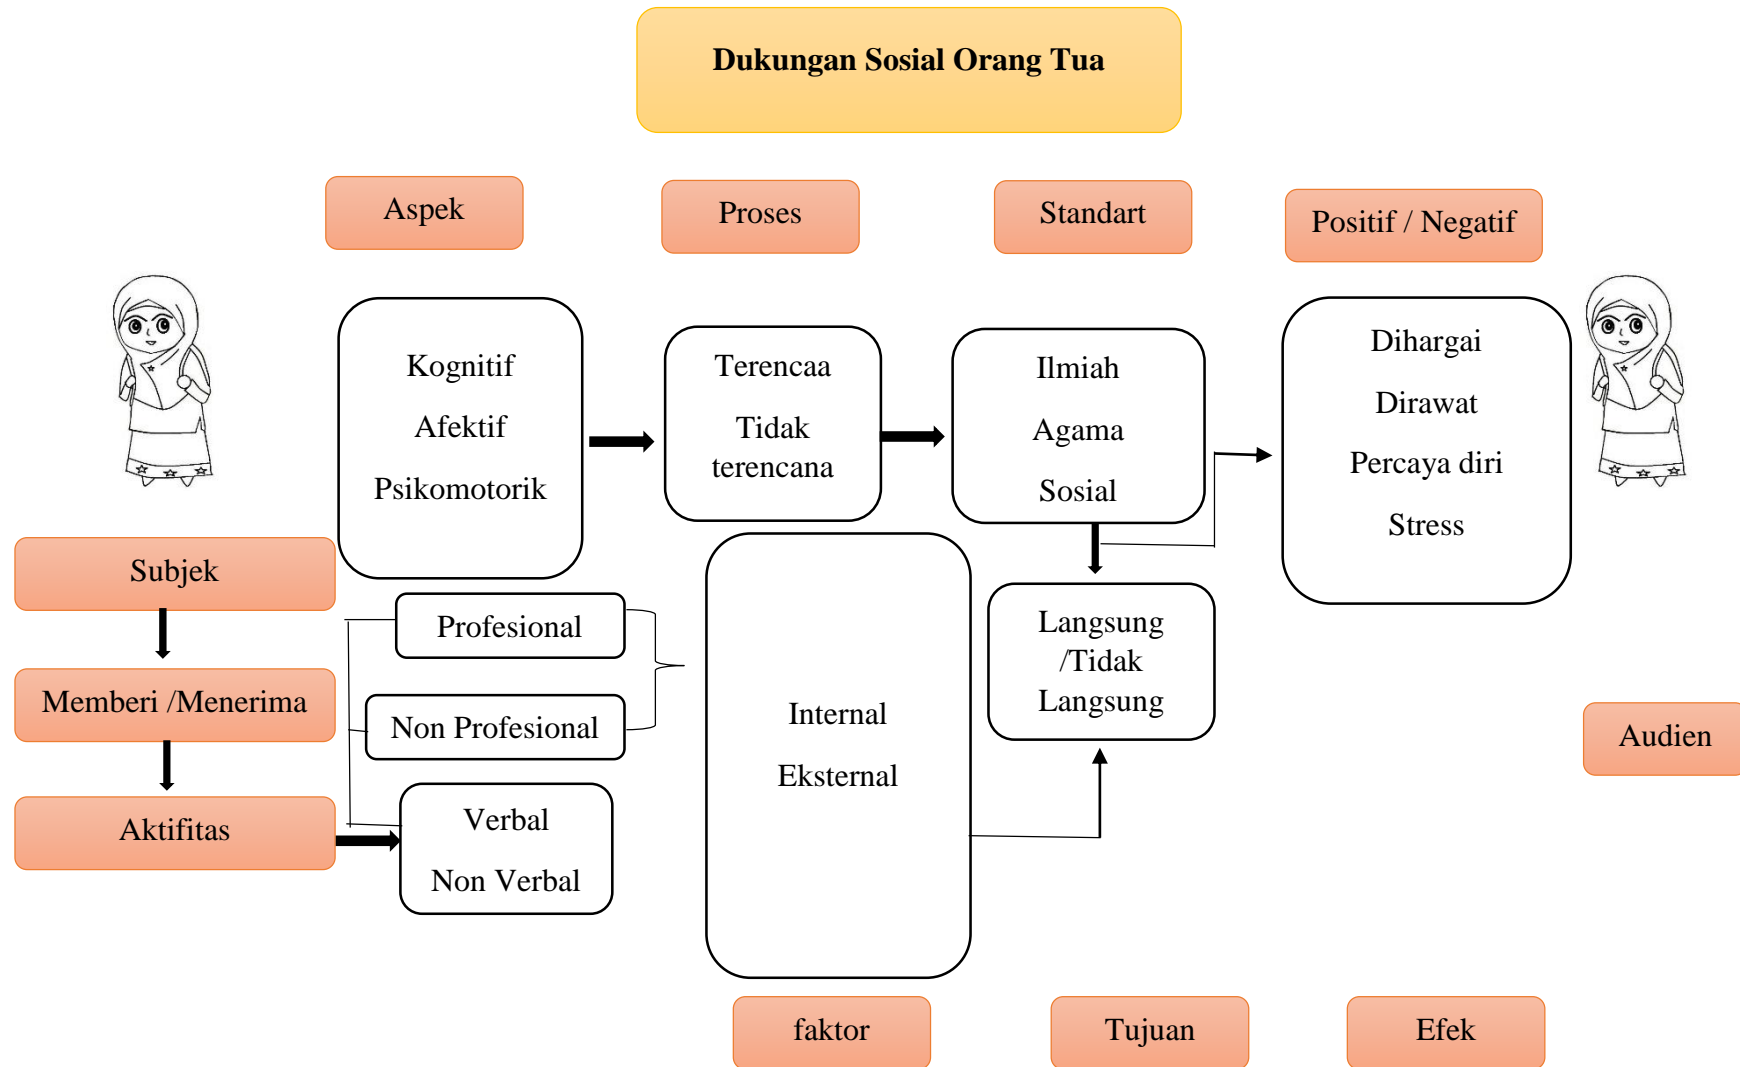 Dukungan Sosial Orang Tua
Aspek
Proses
Standart
Positif / Negatif
Kognitif
Afektif
Psikomotorik
Terencaa
Tidak
terencana
Ilmiah
Agama
Sosial
Dihargai
Dirawat
Percaya diri
Stress
Subjek
Memberi /Menerima
Aktifitas
Profesional
Non Profesional
Verbal
Non Verbal
Internal
Eksternal
Langsung
/Tidak
Langsung
Audien
faktor
Tujuan
Efek